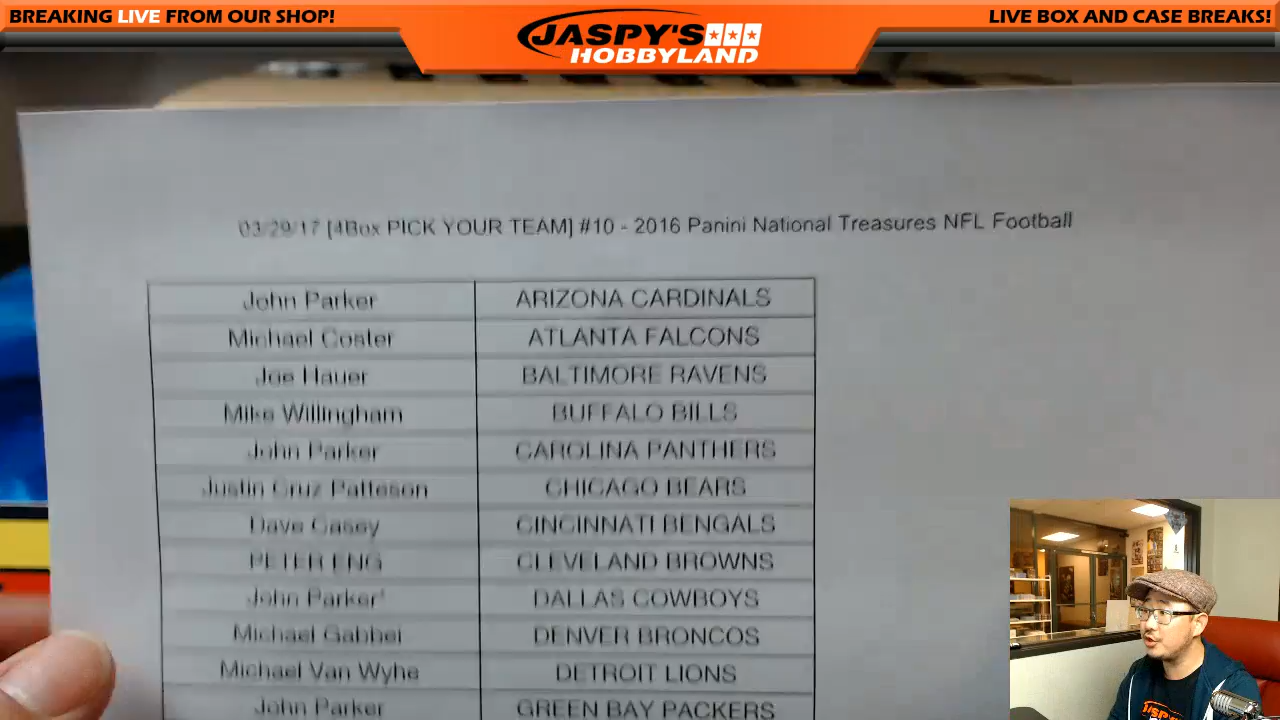 BREAKING LIVE FROM OUR SHOP!
JASPY'S
HOBBYLAND
LIVE BOX AND CASE BREAKS!
03/29/17 [4Box PICK YOUR TEAM] #10 - 2016 Panini National Treasures NFL Football
John Parker ARIZONA CARDINALS
Michael Coster ATLANTA FALCONS
Joe Hauer BALTIMORE RAVENS
Mike Willingham BUFFALO BILLS
John Parker CAROLINA PANTHERS
Justin Cruz Patteson CHICAGO BEARS
Dave Casey CINCINNATI BENGALS
PETER ENG CLEVELAND BROWNS
John Parker' DALLAS COWBOYS
Michael Gabbei DENVER BRONCOS
Michael Van Wyhe DETROIT LIONS
John Parker GREEN BAY PACKERS
JASPY'S